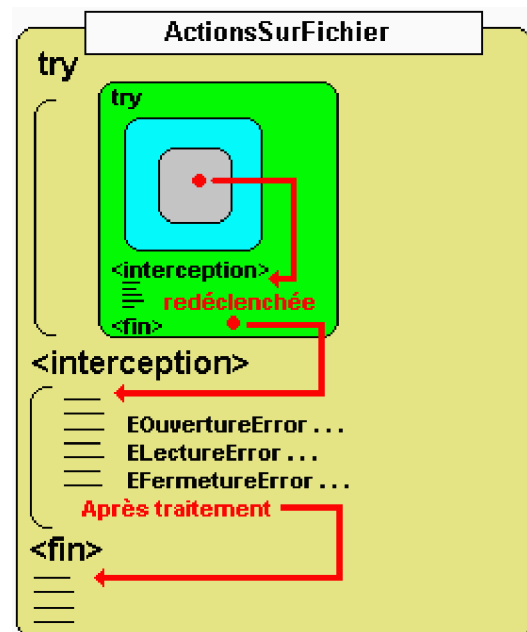 ActionsSurFichier
try
try
<interception>
redéclenchée
<fin>
<interception>
EOuvertureError...
ELectureError...
EFermetureError...
Après traitement
<fin>